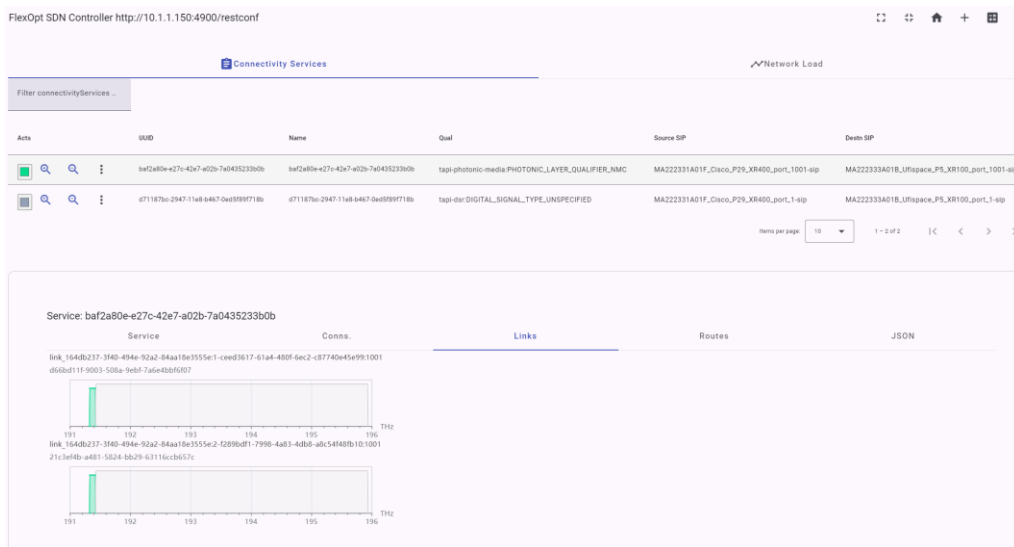 FlexOpt SDN Controller http://10.1.1.150:4900/restconf
Connectivity Services Network Load
Filter connectivityServices ..
Acts UUID Name Qual Source SIP Destn SIP
baf2a80e-e27c-42e7-a02b-7a0435233b0b baf2a80e-e27c-42e7-a02b-7a0435233b0b tapi-photonic-media:PHOTONIC_LAYER_QUALIFIER_NMC MA222331A01F_Cisco_P29_XR400_port_1001-sip MA222333A01B_Ufispace_P5_XR100_port_1001-si
d71187bc-2947-11e8-b467-0ed5f89f718b d71187bc-2947-11e8-b467-0ed5f89f718b tapi-dsr:DIGITAL_SIGNAL_TYPE_UNSPECIFIED MA222331A01F_Cisco_P29_XR400_port_1-sip MA222333A01B_Ufispace_P5_XR100_port_1-sip
Items per page: 10 1 – 2 of 2
Service: baf2a80e-e27c-42e7-a02b-7a0435233b0b
Service Conns. Links Routes JSON
link_164db237-3f40-494e-92a2-84aa18e3555e:1-ceed3617-61a4-480f-6ec2-c87740e45e99:1001
d66bd11f-9003-508a-9ebf-7a6e4bbf6f07
THz
191 192 193 194 195 196
link_164db237-3f40-494e-92a2-84aa18e3555e:2-f289bdf1-7998-4a83-4db8-a8c54f48fb10:1001
21c3ef4b-a481-5824-bb29-63116ccb657c
THz
191 192 193 194 195 196